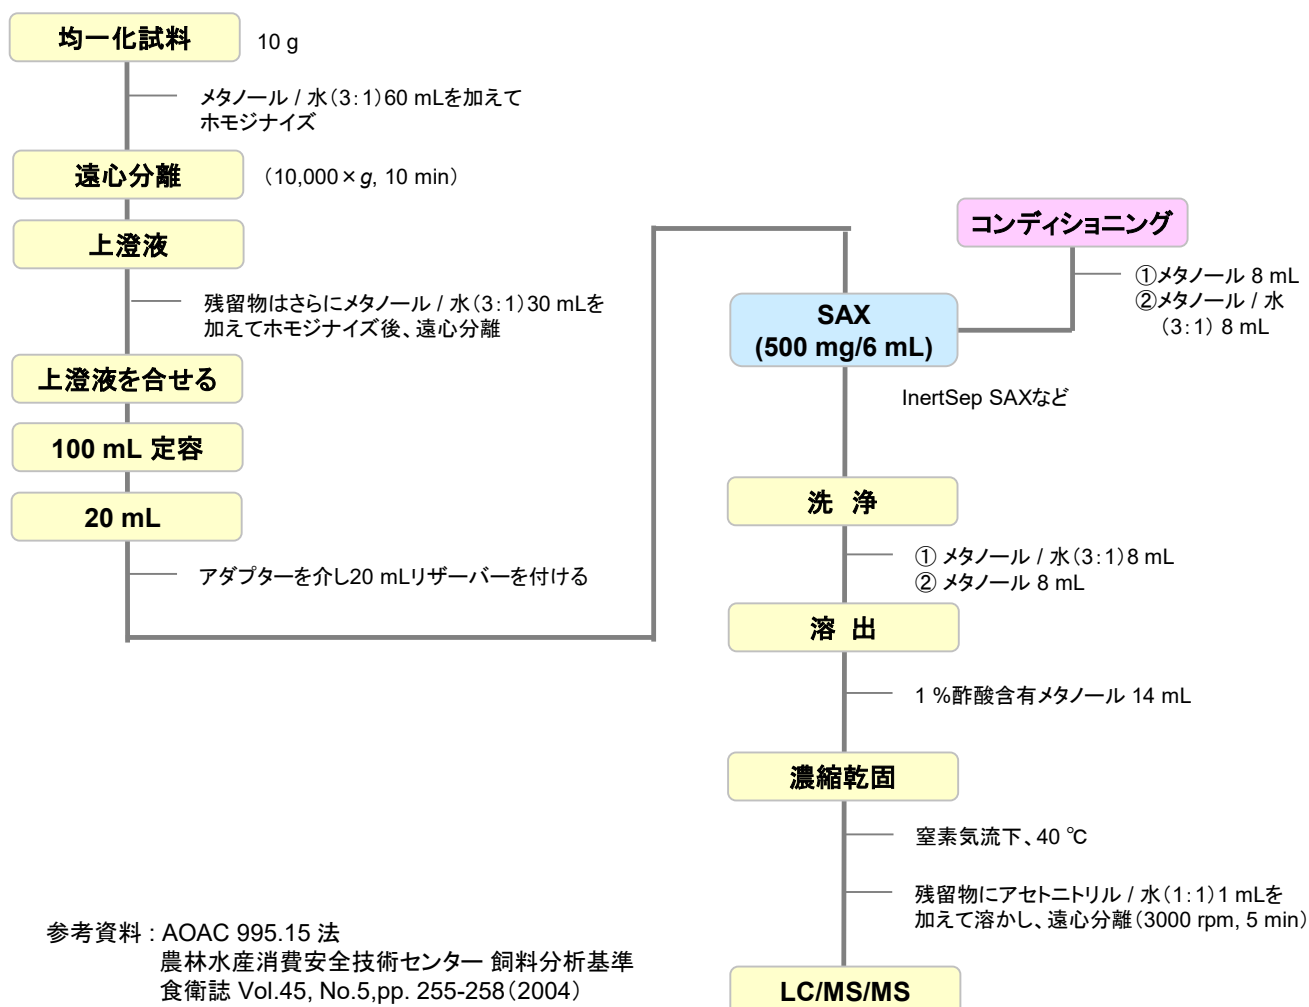 均一化試料
10 g
メタノール / 水（3：1）60 mLを加えて
ホモジナイズ
遠心分離
（10,000×g, 10 min）
上澄液
残留物はさらにメタノール / 水（3：1）30 mLを
加えてホモジナイズ後、遠心分離
上澄液を合せる
100 mL 定容
20 mL
アダプターを介し20 mLリザーバーを付ける
コンディショニング
①メタノール 8 mL
②メタノール / 水
（3：1） 8 mL
SAX
(500 mg/6 mL)
InertSep SAXなど
洗 浄
① メタノール / 水（3：1）8 mL
② メタノール 8 mL
溶 出
1 %酢酸含有メタノール 14 mL
濃縮乾固
窒素気流下、40 ℃
残留物にアセトニトリル / 水（1：1）1 mLを
加えて溶かし、遠心分離（3000 rpm, 5 min）
LC/MS/MS
参考資料 : AOAC 995.15 法
農林水産消費安全技術センター 飼料分析基準
食衛誌 Vol.45, No.5,pp. 255-258（2004）